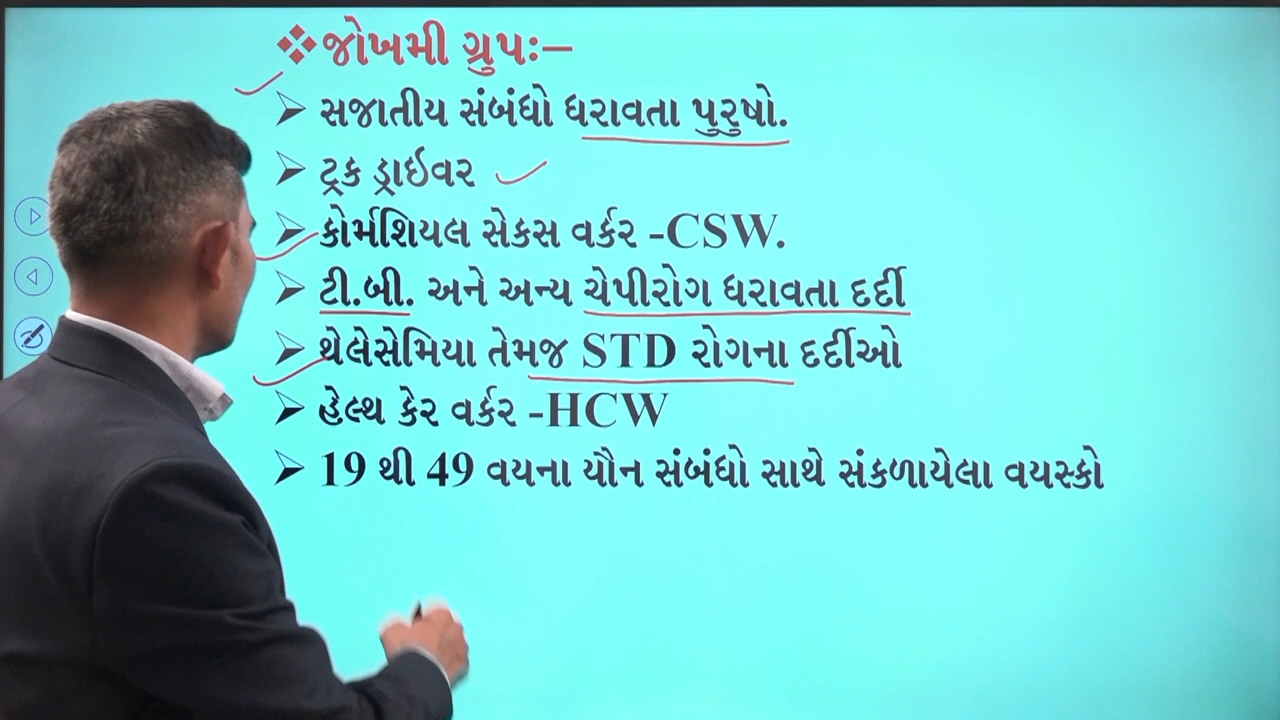 ❖જોખમી ગ્રુપઃ–
➢ સજાતીય સંબંધો ધરાવતા પુરુષો.
➢ ટ્રક ડ્રાઇવર
➢ કોર્મશિયલ સેકસ વર્કર -CSW.
➢ ટી.બી. અને અન્ય ચેપીરોગ ધરાવતા દર્દી
➢ થેલેસેમિયા તેમજ STD રોગના દર્દીઓ
➢ હેલ્થ કેર વર્કર -HCW
➢ 19 થી 49 વયના યૌન સંબંધો સાથે સંકળાયેલા વયસ્કો